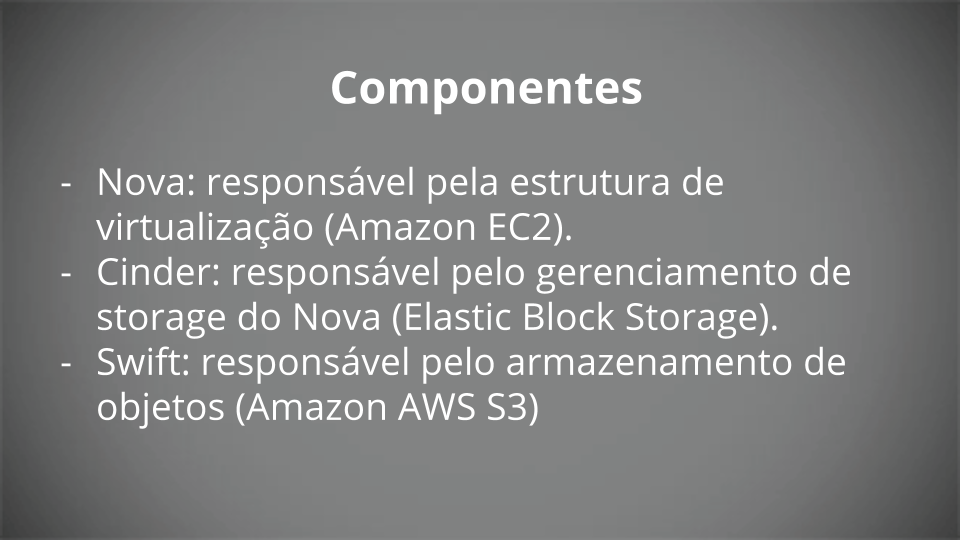 Componentes
- Nova: responsável pela estrutura de
virtualização (Amazon EC2).
- Cinder: responsável pelo gerenciamento de
storage do Nova (Elastic Block Storage).
- Swift: responsável pelo armazenamento de
objetos (Amazon AWS S3)